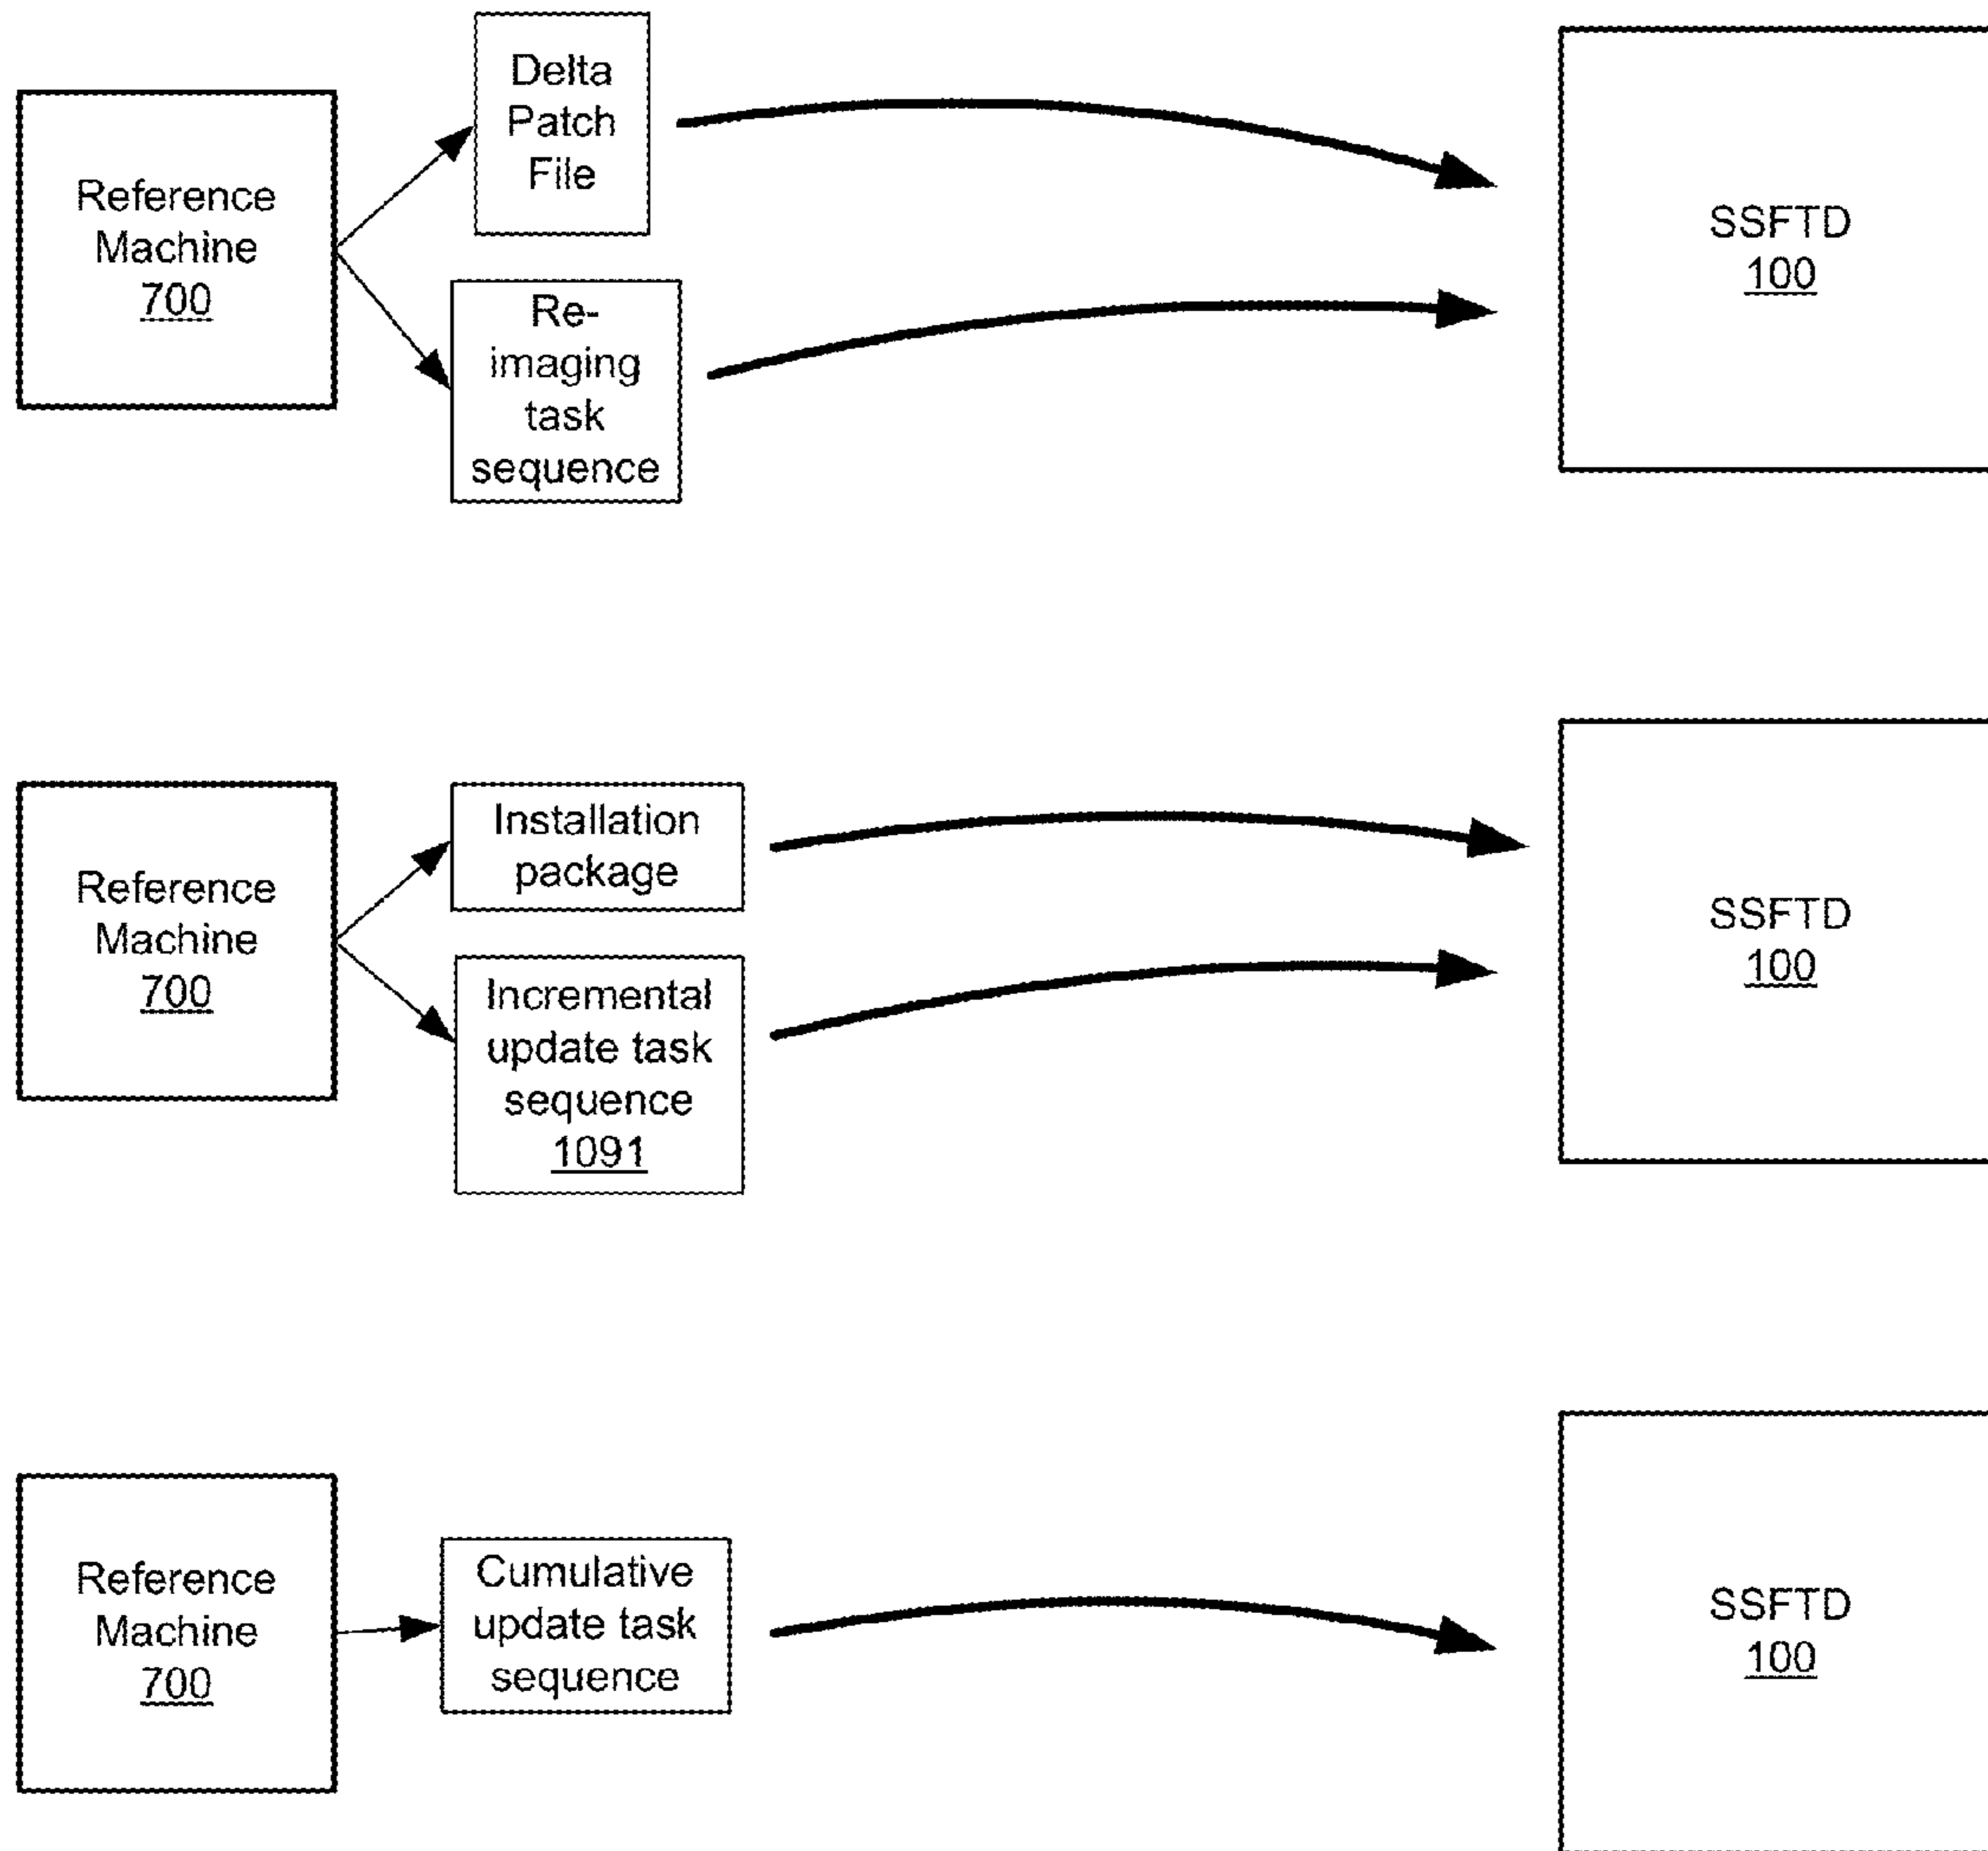 Delta
Patch
File
Reference
Machine
700
Re-
imaging
task
sequence
SSFTD
100
Reference
Machine
700
Installation
package
Incremental
update task
sequence
1091
SSFTD
100
Reference
Machine
700
Cumulative
update task
sequence
SSFTD
100